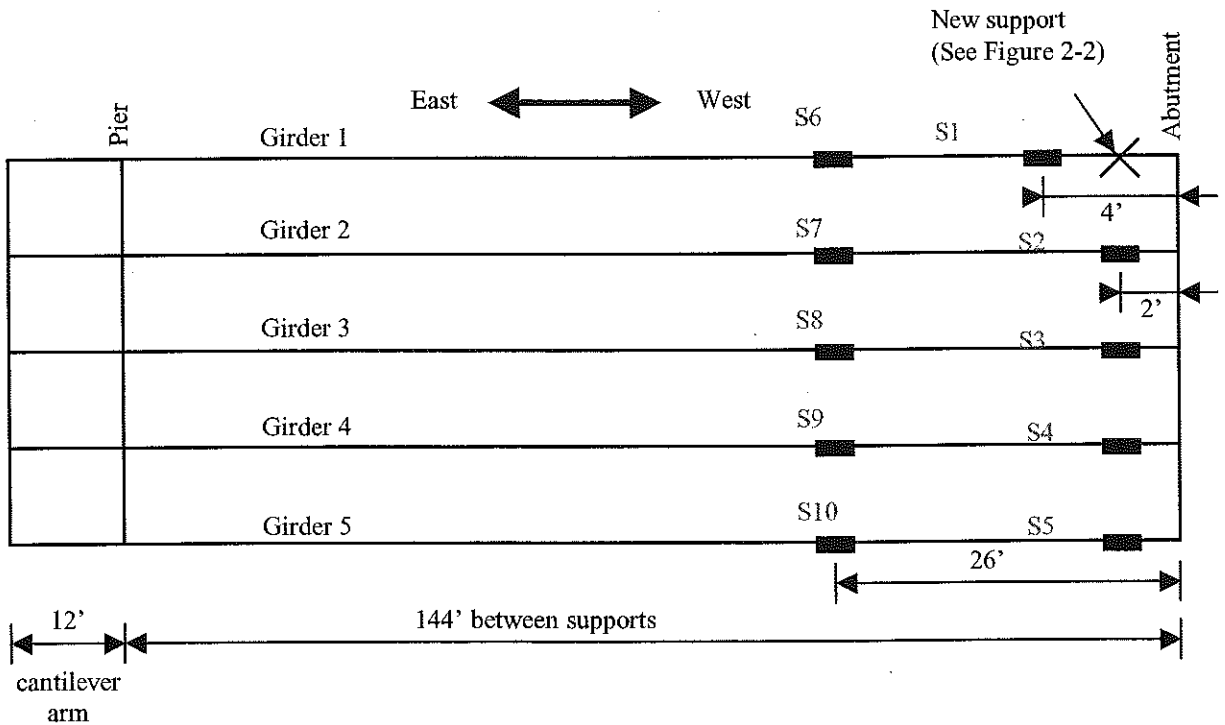 New support
(See Figure 2-2)
Abutment
Pier
East
West
S6
S1
Girder 1
4’
Girder 2
S7
S2
2’
Girder 3
S8
S3
Girder 4
S9
S4
Girder 5
S10
S5
26’
12’
144’ between supports
cantilever
arm